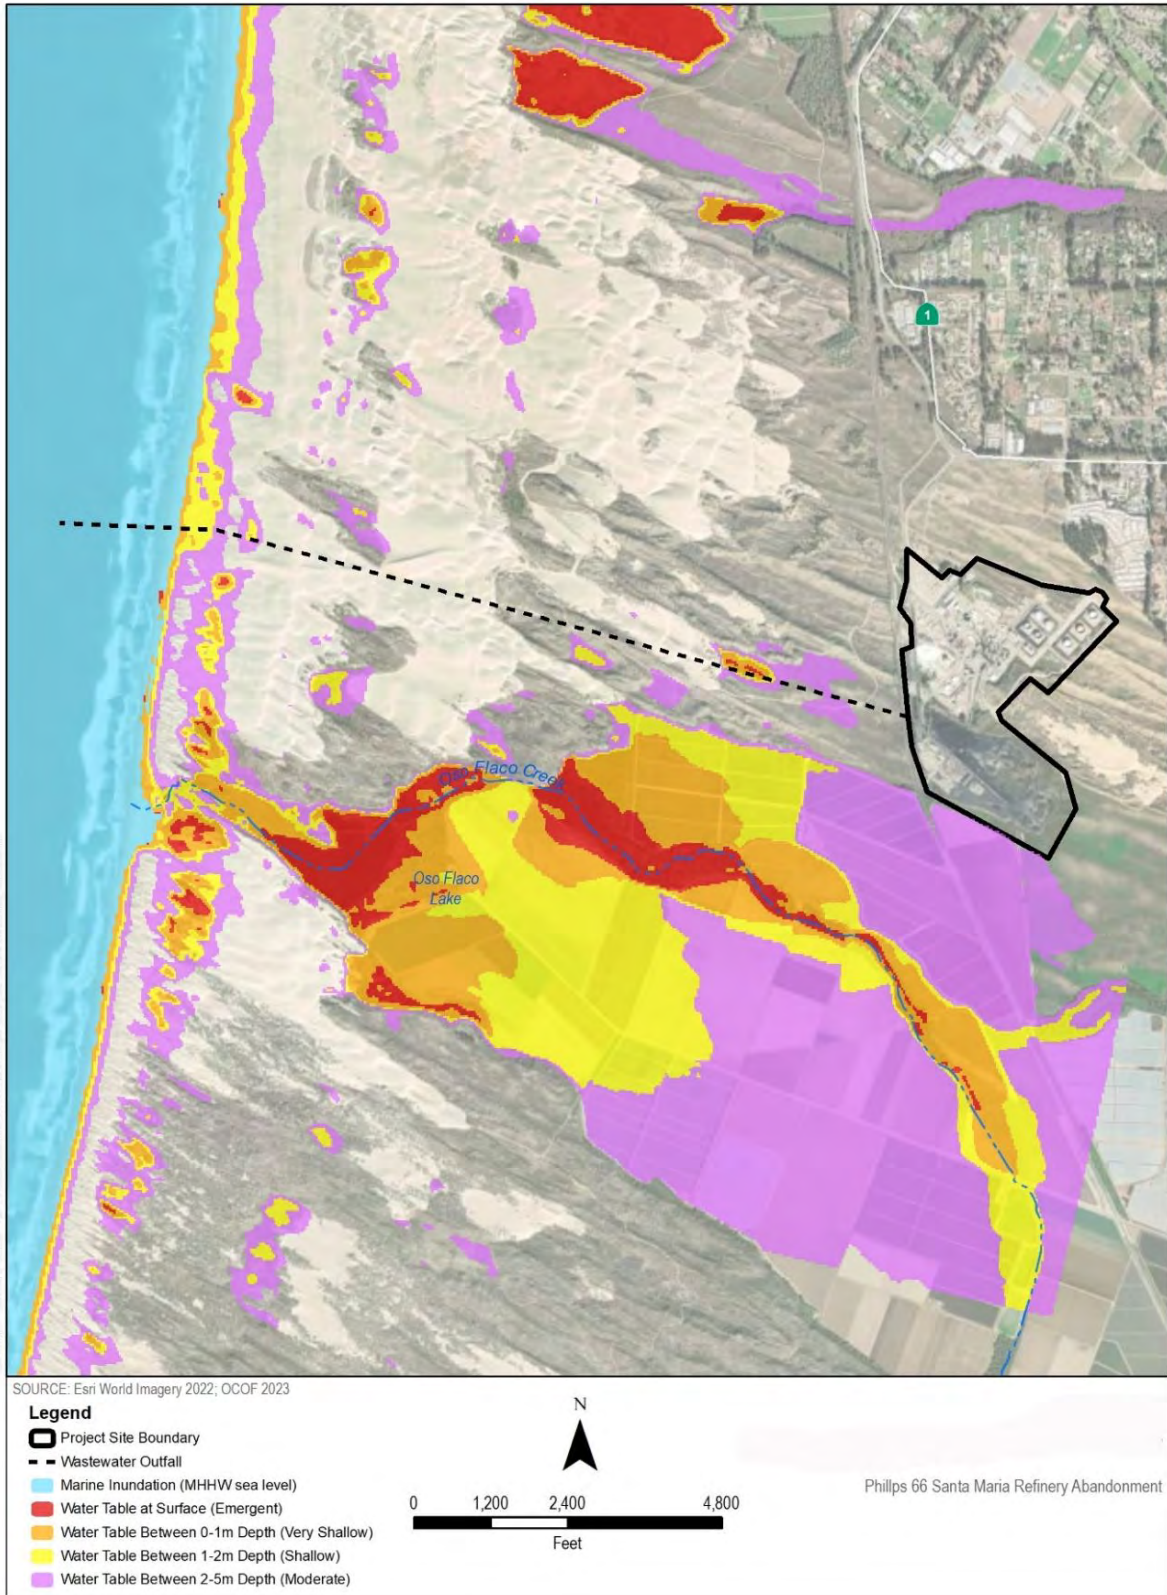 1
Oso Flaco Creek
Oso Flaco
Lake
SOURCE: Esri World Imagery 2022; OCOF 2023
Legend
Project Site Boundary
Wastewater Outfall
Marine Inundation (MHHW sea level)
Water Table at Surface (Emergent)
Water Table Between 0-1m Depth (Very Shallow)
Water Table Between 1-2m Depth (Shallow)
Water Table Between 2-5m Depth (Moderate)
N
0 1,200 2,400 4,800
Feet
Phillps 66 Santa Maria Refinery Abandonment